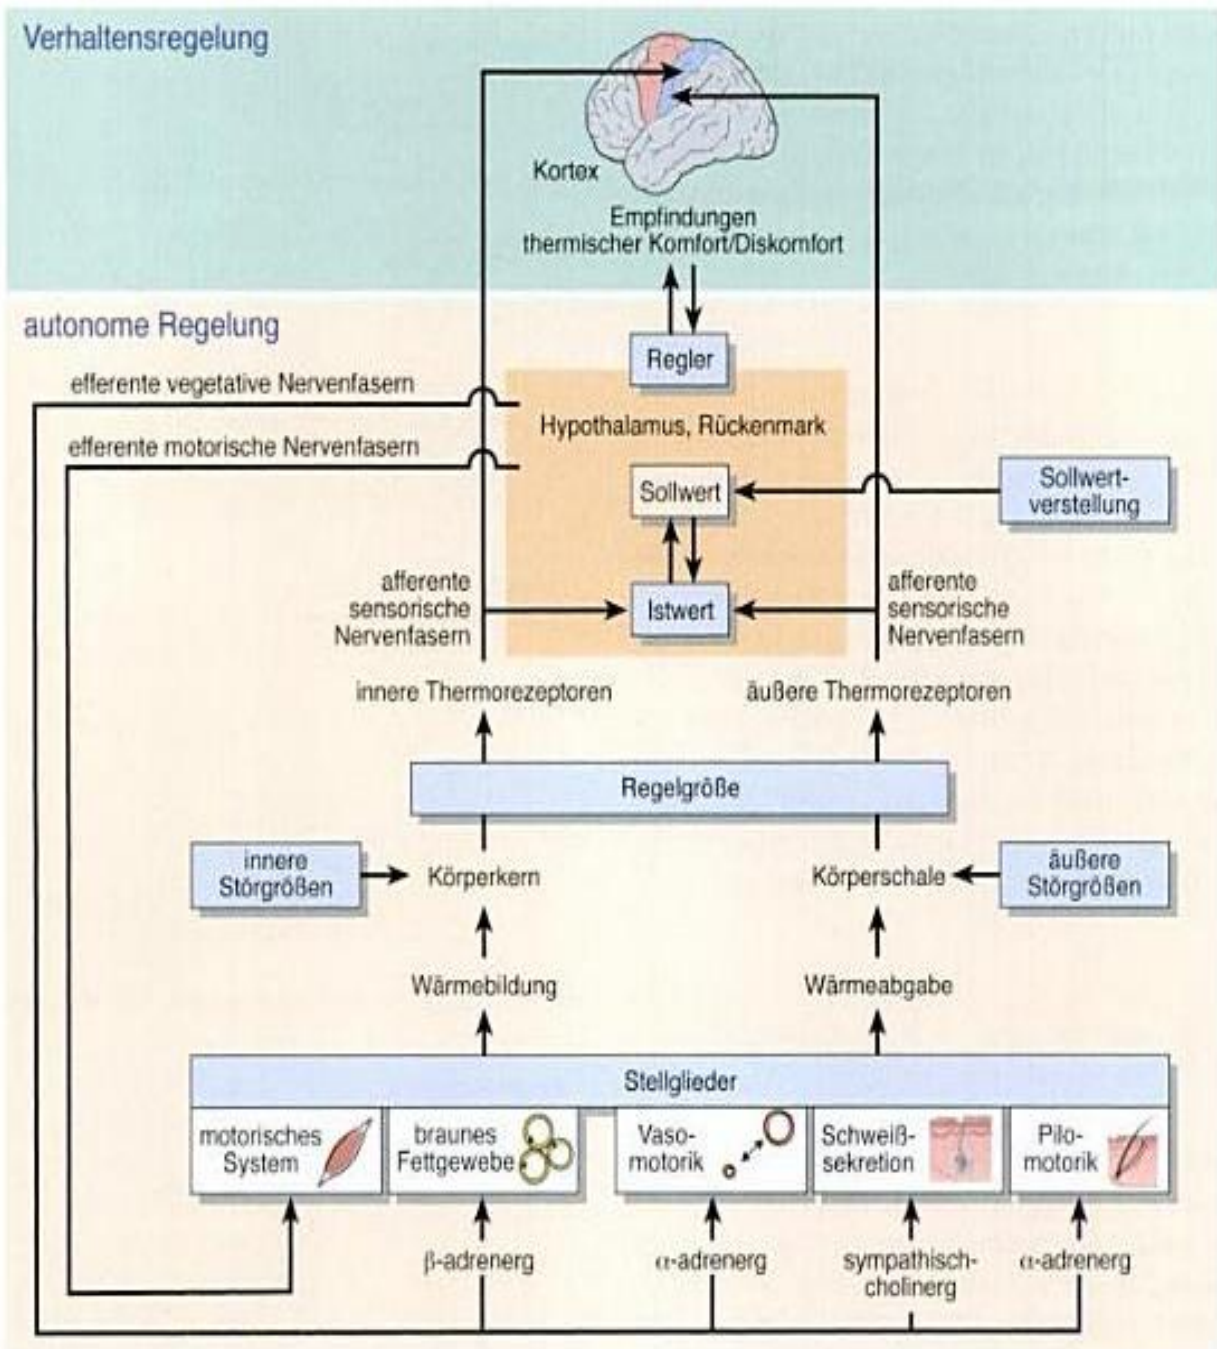 Verhaltensregelung
Kortex
Empfindungen
thermischer Komfort/Diskomfort
autonome Regelung
Regler
efferente vegetative Nervenfasern
Hypothalamus, Rückenmark
efferente motorische Nervenfasern
Sollwert
Sollwert-
verstellung
afferente
sensorische
Nervenfasern
Istwert
afferente
sensorische
Nervenfasern
innere Thermorezeptoren
äußere Thermorezeptoren
Regelgröße
innere
Störgrößen
Körperkern
Körperschale
äußere
Störgrößen
Wärmebildung
Wärmeabgabe
Stellglieder
motorisches
System
braunes
Fettgewebe
Vaso-
motorik
Schweiß-
sekretion
Pilo-
motorik
β-adrenerg
α-adrenerg
sympathisch-
cholinerg
α-adrenerg